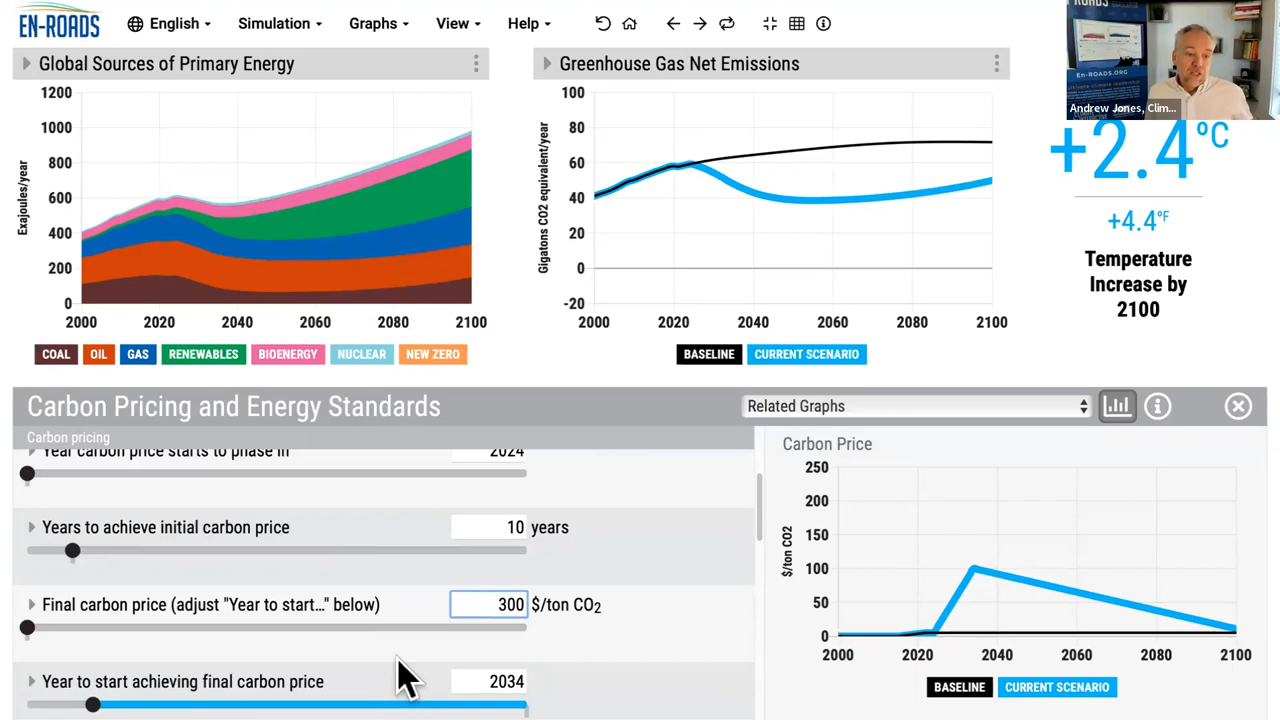 EN-ROADS
English
Simulation
Graphs
View
Help
En-ROADS.ORG
Andrew Jones, Clim...
Global Sources of Primary Energy
Exajoules/year
1200
1000
800
600
400
200
0
2000 2020 2040 2060 2080 2100
COAL OIL GAS RENEWABLES BIOENERGY NUCLEAR NEW ZERO
Greenhouse Gas Net Emissions
Gigatons CO2 equivalent/year
100
80
60
40
20
0
-20
2000 2020 2040 2060 2080 2100
BASELINE CURRENT SCENARIO
+2.4°C
+4.4°F
Temperature
Increase by
2100
Carbon Pricing and Energy Standards
Related Graphs
Carbon pricing
Year carbon price starts to phase in 2024
Years to achieve initial carbon price 10 years
Final carbon price (adjust "Year to start..." below) 300 $/ton CO2
Year to start achieving final carbon price 2034
Carbon Price
$/ton CO2
250
200
150
100
50
0
2000 2020 2040 2060 2080 2100
BASELINE CURRENT SCENARIO